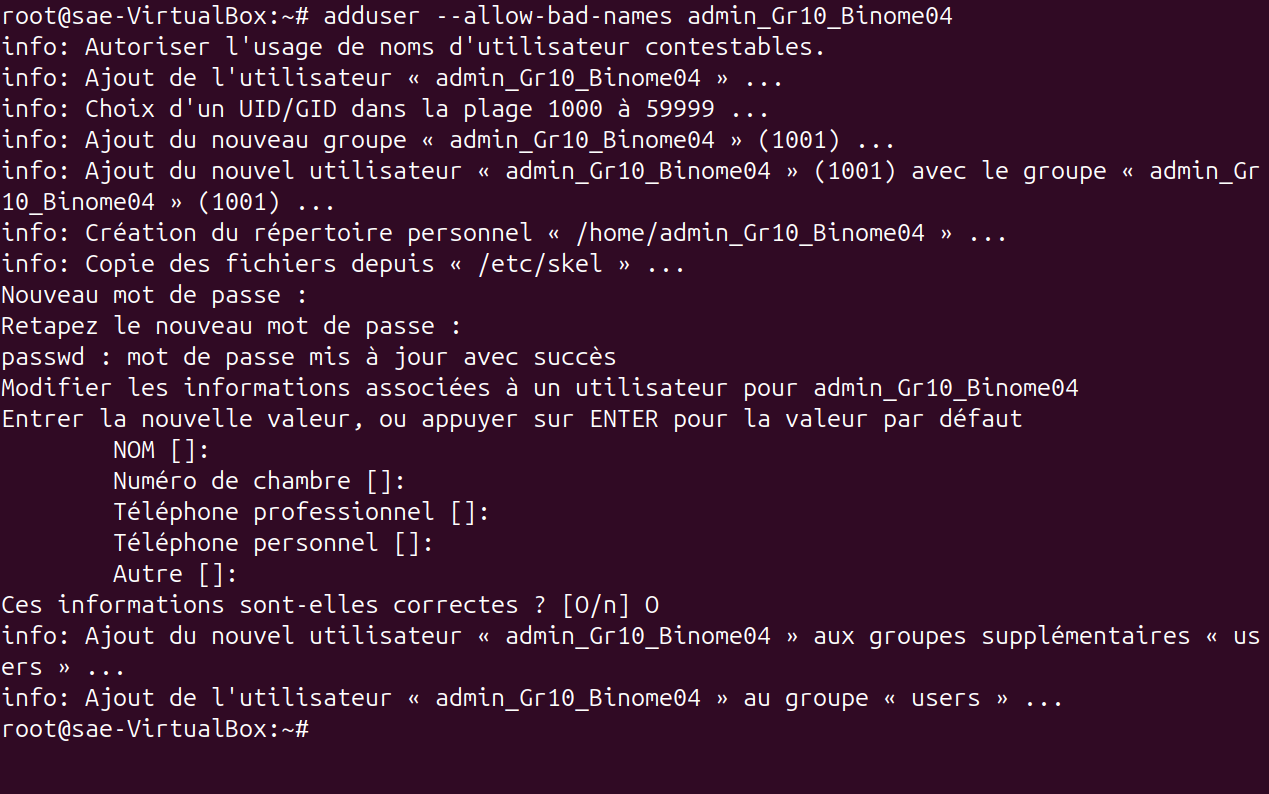 root@sae-VirtualBox:~# adduser --allow-bad-names admin_Gr10_Binome04
info: Autoriser l'usage de noms d'utilisateur contestables.
info: Ajout de l'utilisateur « admin_Gr10_Binome04 » ...
info: Choix d'un UID/GID dans la plage 1000 à 59999 ...
info: Ajout du nouveau groupe « admin_Gr10_Binome04 » (1001) ...
info: Ajout du nouvel utilisateur « admin_Gr10_Binome04 » (1001) avec le groupe « admin_Gr
10_Binome04 » (1001) ...
info: Création du répertoire personnel « /home/admin_Gr10_Binome04 » ...
info: Copie des fichiers depuis « /etc/skel » ...
Nouveau mot de passe :
Retapez le nouveau mot de passe :
passwd : mot de passe mis à jour avec succès
Modifier les informations associées à un utilisateur pour admin_Gr10_Binome04
Entrer la nouvelle valeur, ou appuyer sur ENTER pour la valeur par défaut
        NOM []:
        Numéro de chambre []:
        Téléphone professionnel []:
        Téléphone personnel []:
        Autre []:
Ces informations sont-elles correctes ? [O/n] O
info: Ajout du nouvel utilisateur « admin_Gr10_Binome04 » aux groupes supplémentaires « us
ers » ...
info: Ajout de l'utilisateur « admin_Gr10_Binome04 » au groupe « users » ...
root@sae-VirtualBox:~#